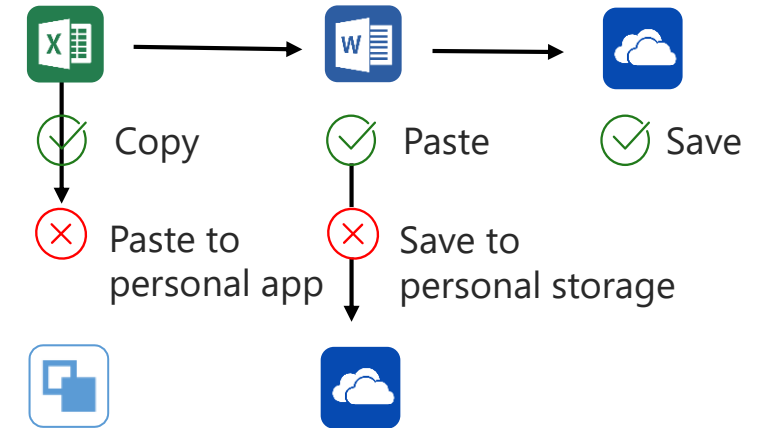 X
W
Copy
Paste
Save
Paste to
personal app
Save to
personal storage